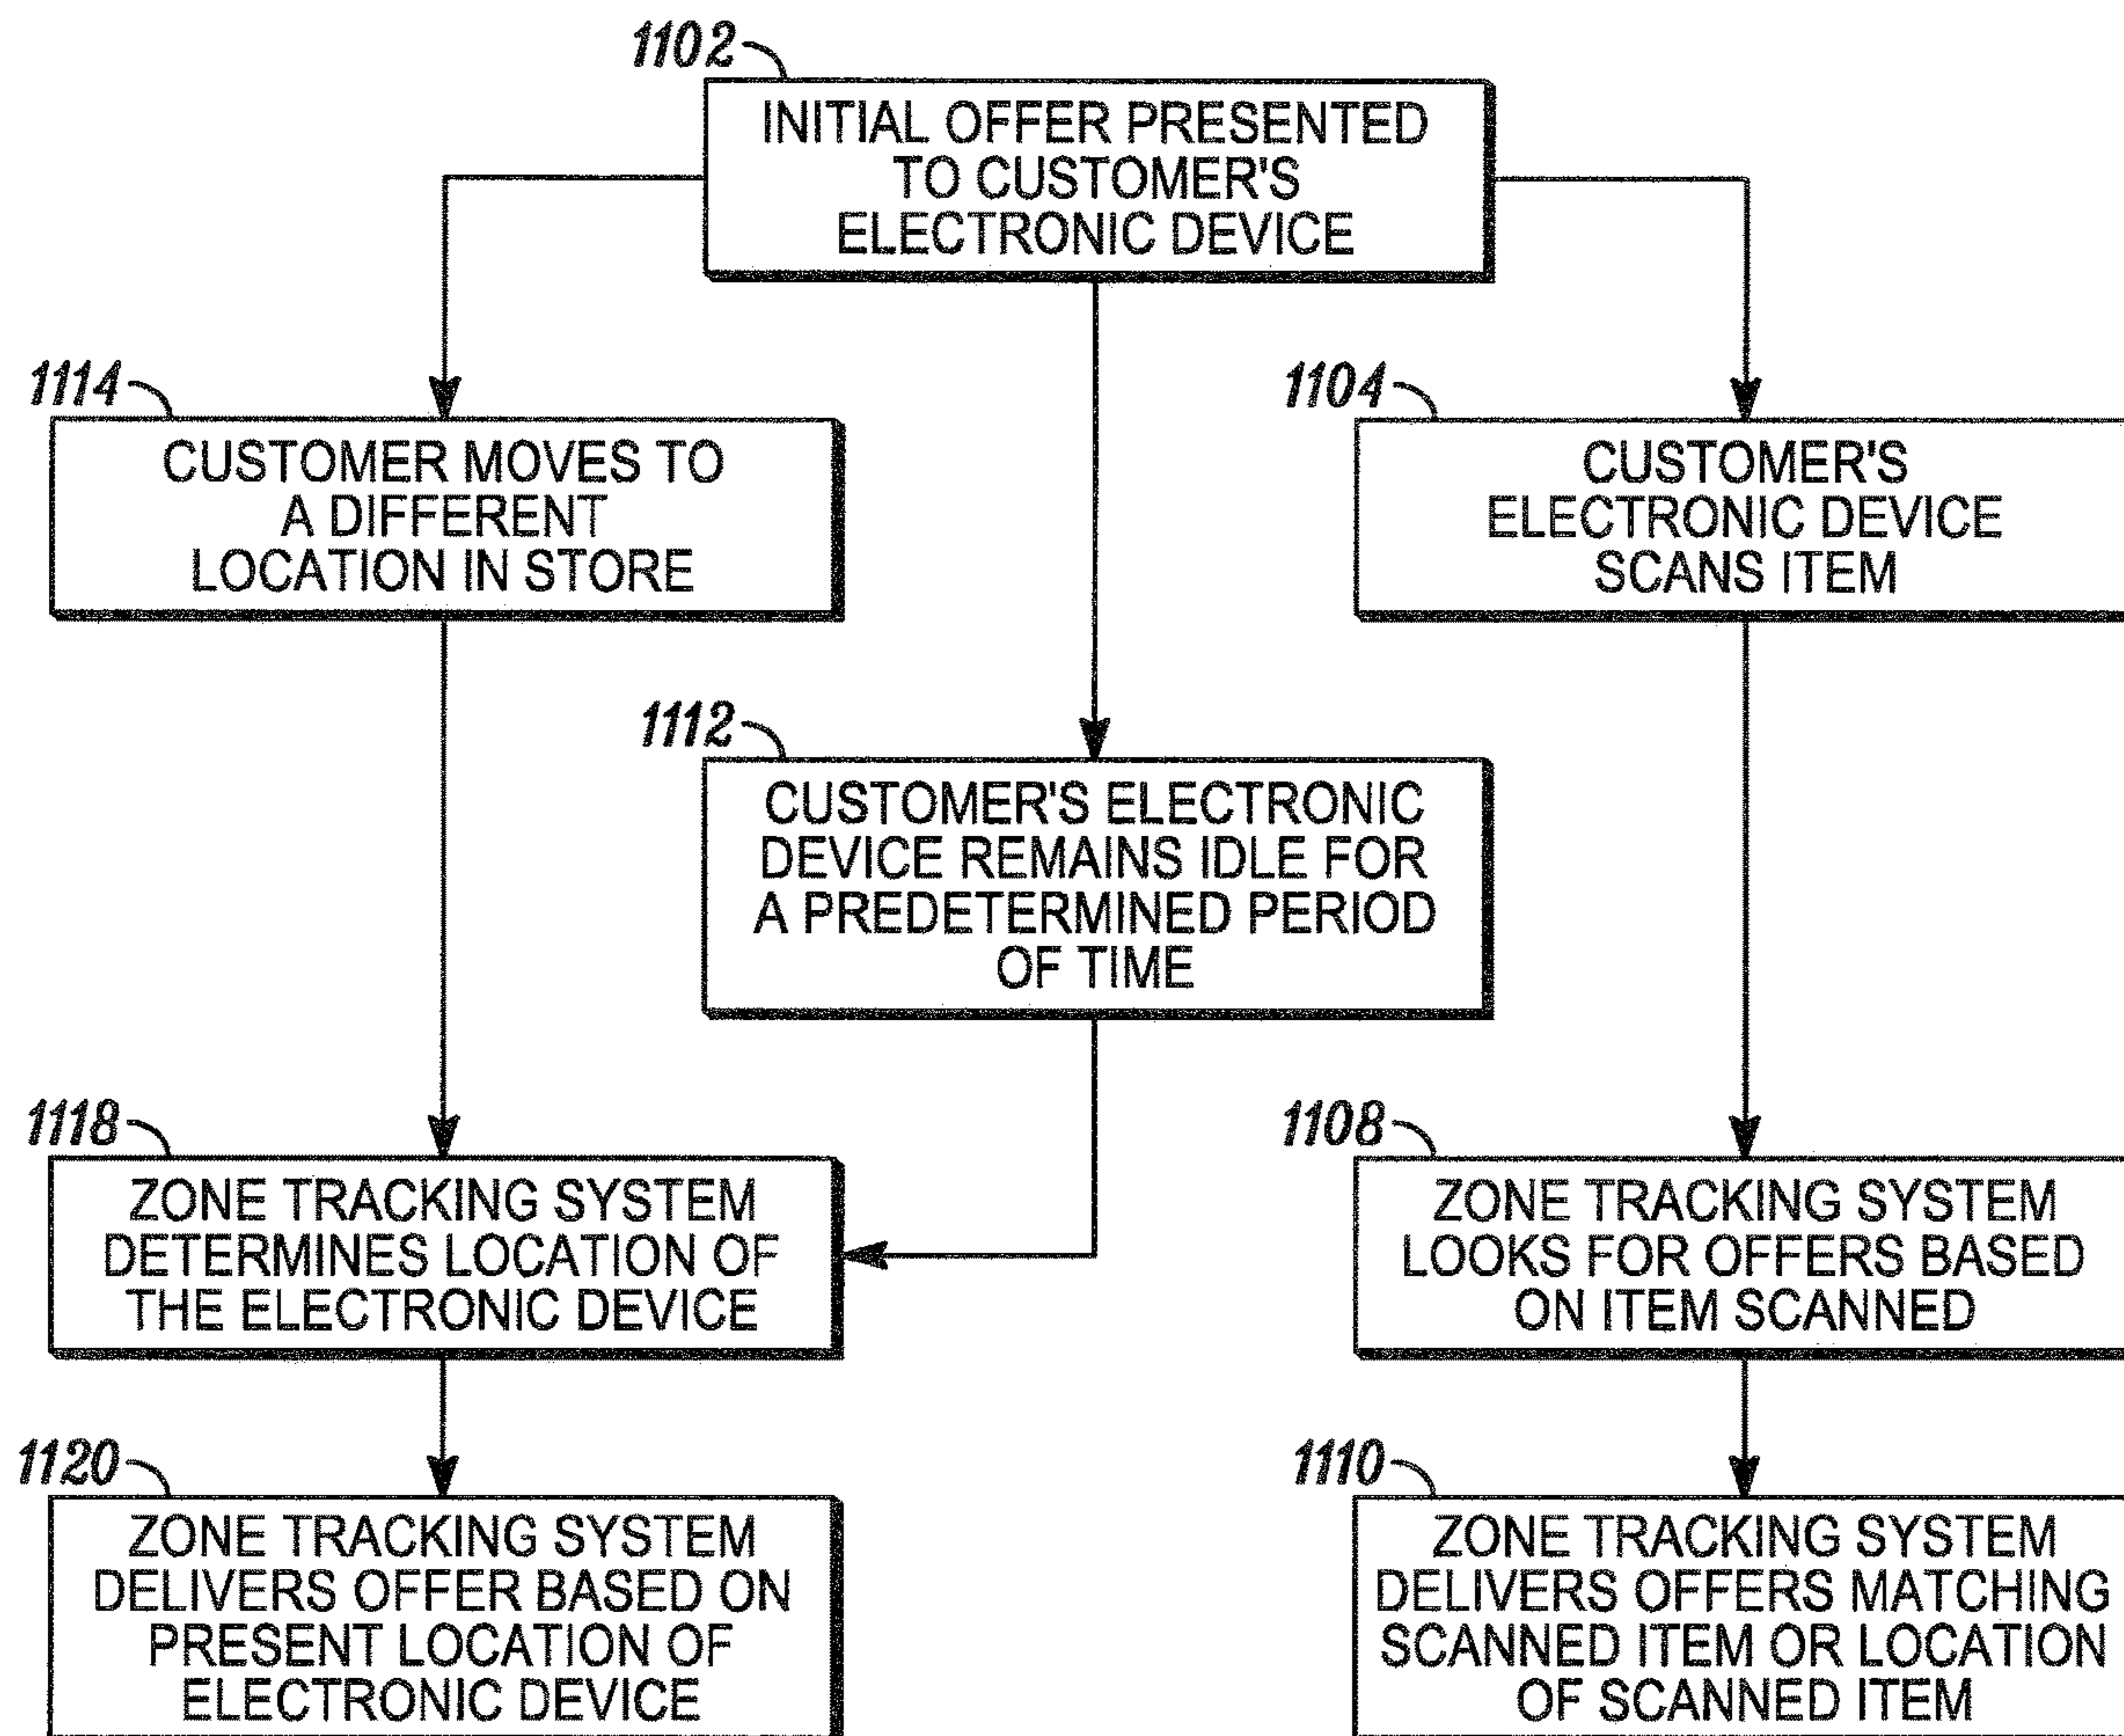 1102
INITIAL OFFER PRESENTED
TO CUSTOMER'S
ELECTRONIC DEVICE
1114
CUSTOMER MOVES TO
A DIFFERENT
LOCATION IN STORE
1104
CUSTOMER'S
ELECTRONIC DEVICE
SCANS ITEM
1112
CUSTOMER'S ELECTRONIC
DEVICE REMAINS IDLE FOR
A PREDETERMINED PERIOD
OF TIME
1118
ZONE TRACKING SYSTEM
DETERMINES LOCATION OF
THE ELECTRONIC DEVICE
1108
ZONE TRACKING SYSTEM
LOOKS FOR OFFERS BASED
ON ITEM SCANNED
1120
ZONE TRACKING SYSTEM
DELIVERS OFFER BASED ON
PRESENT LOCATION OF
ELECTRONIC DEVICE
1110
ZONE TRACKING SYSTEM
DELIVERS OFFERS MATCHING
SCANNED ITEM OR LOCATION
OF SCANNED ITEM